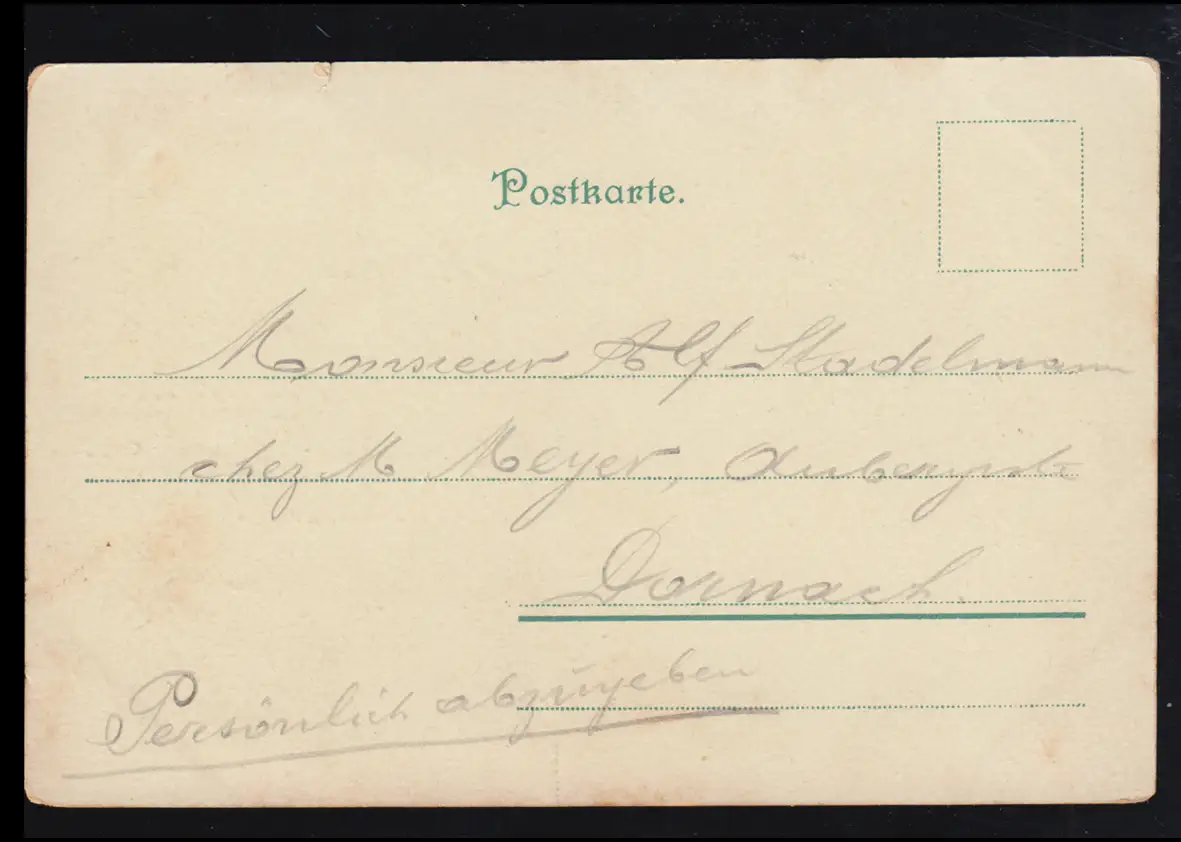 Postkarte.
Monsieur Alf Stadelmann
chez M Meyer, Aubergiste
Dornach.
Persönlich abzugeben